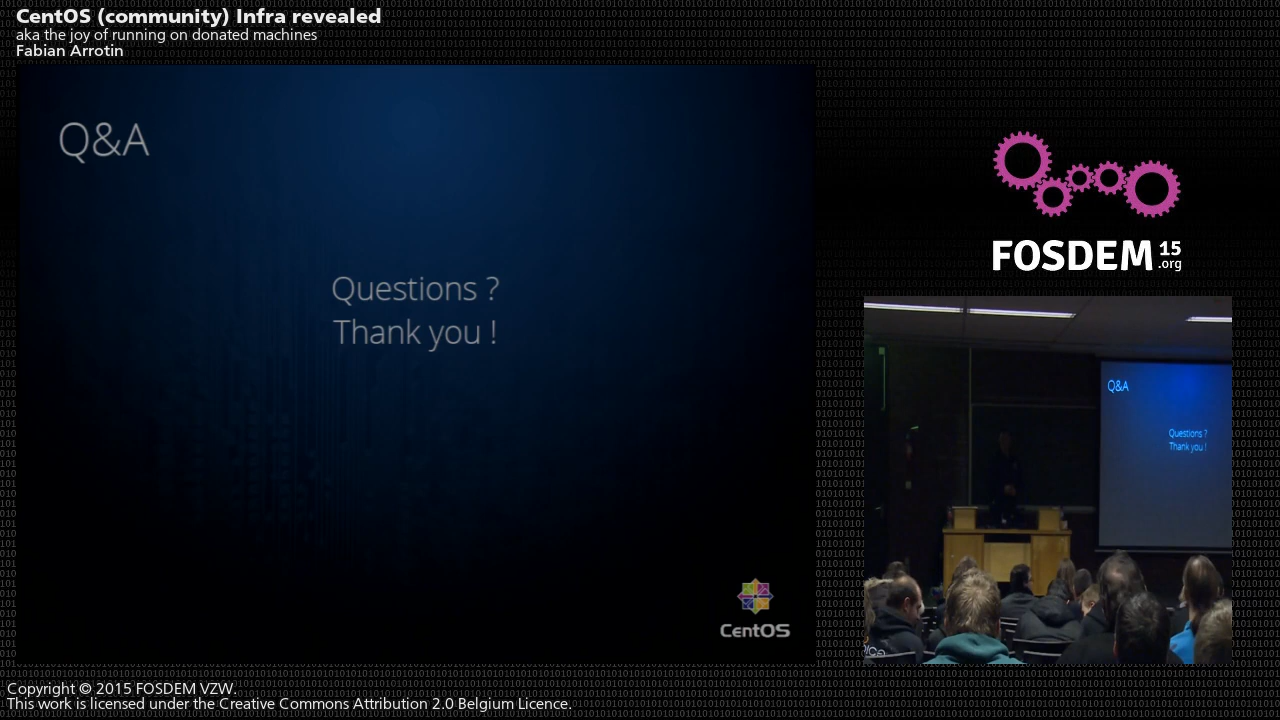 CentOS (community) Infra revealed
aka the joy of running on donated machines
Fabian Arrotin
Q&A
Questions ?
Thank you !
CentOS
FOSDEM 15
.org
Q&A
Questions ?
Thank you !
Copyright © 2015 FOSDEM VZW.
This work is licensed under the Creative Commons Attribution 2.0 Belgium Licence.